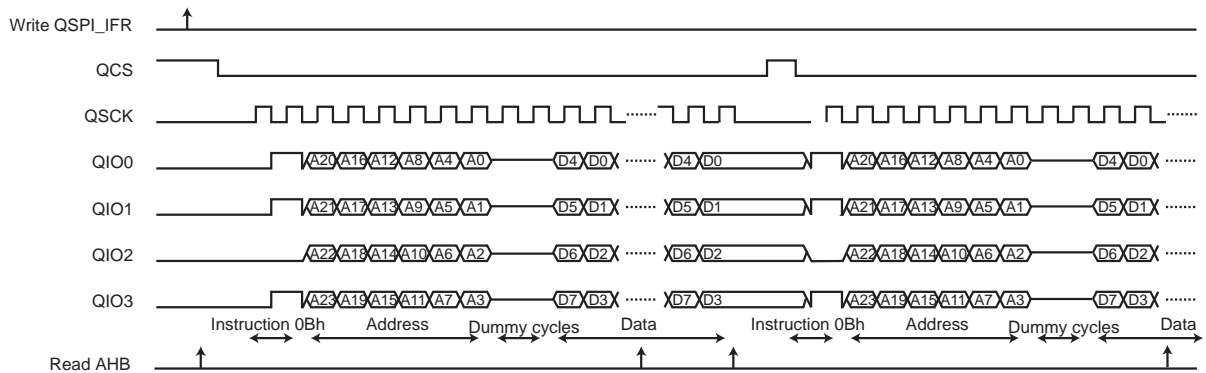 Write QSPI_IFR
QCS
QSCK
QIO0 A20 A16 A12 A8 A4 A0 D4 D0 ....... D4 D0 A20 A16 A12 A8 A4 A0 D4 D0 .......
QIO1 A21 A17 A13 A9 A5 A1 D5 D1 ....... D5 D1 A21 A17 A13 A9 A5 A1 D5 D1 .......
QIO2 A22 A18 A14 A10 A6 A2 D6 D2 ....... D6 D2 A22 A18 A14 A10 A6 A2 D6 D2 .......
QIO3 A23 A19 A15 A11 A7 A3 D7 D3 ....... D7 D3 A23 A19 A15 A11 A7 A3 D7 D3 .......
Instruction 0Bh Address Dummy cycles Data Instruction 0Bh Address Dummy cycles Data
Read AHB